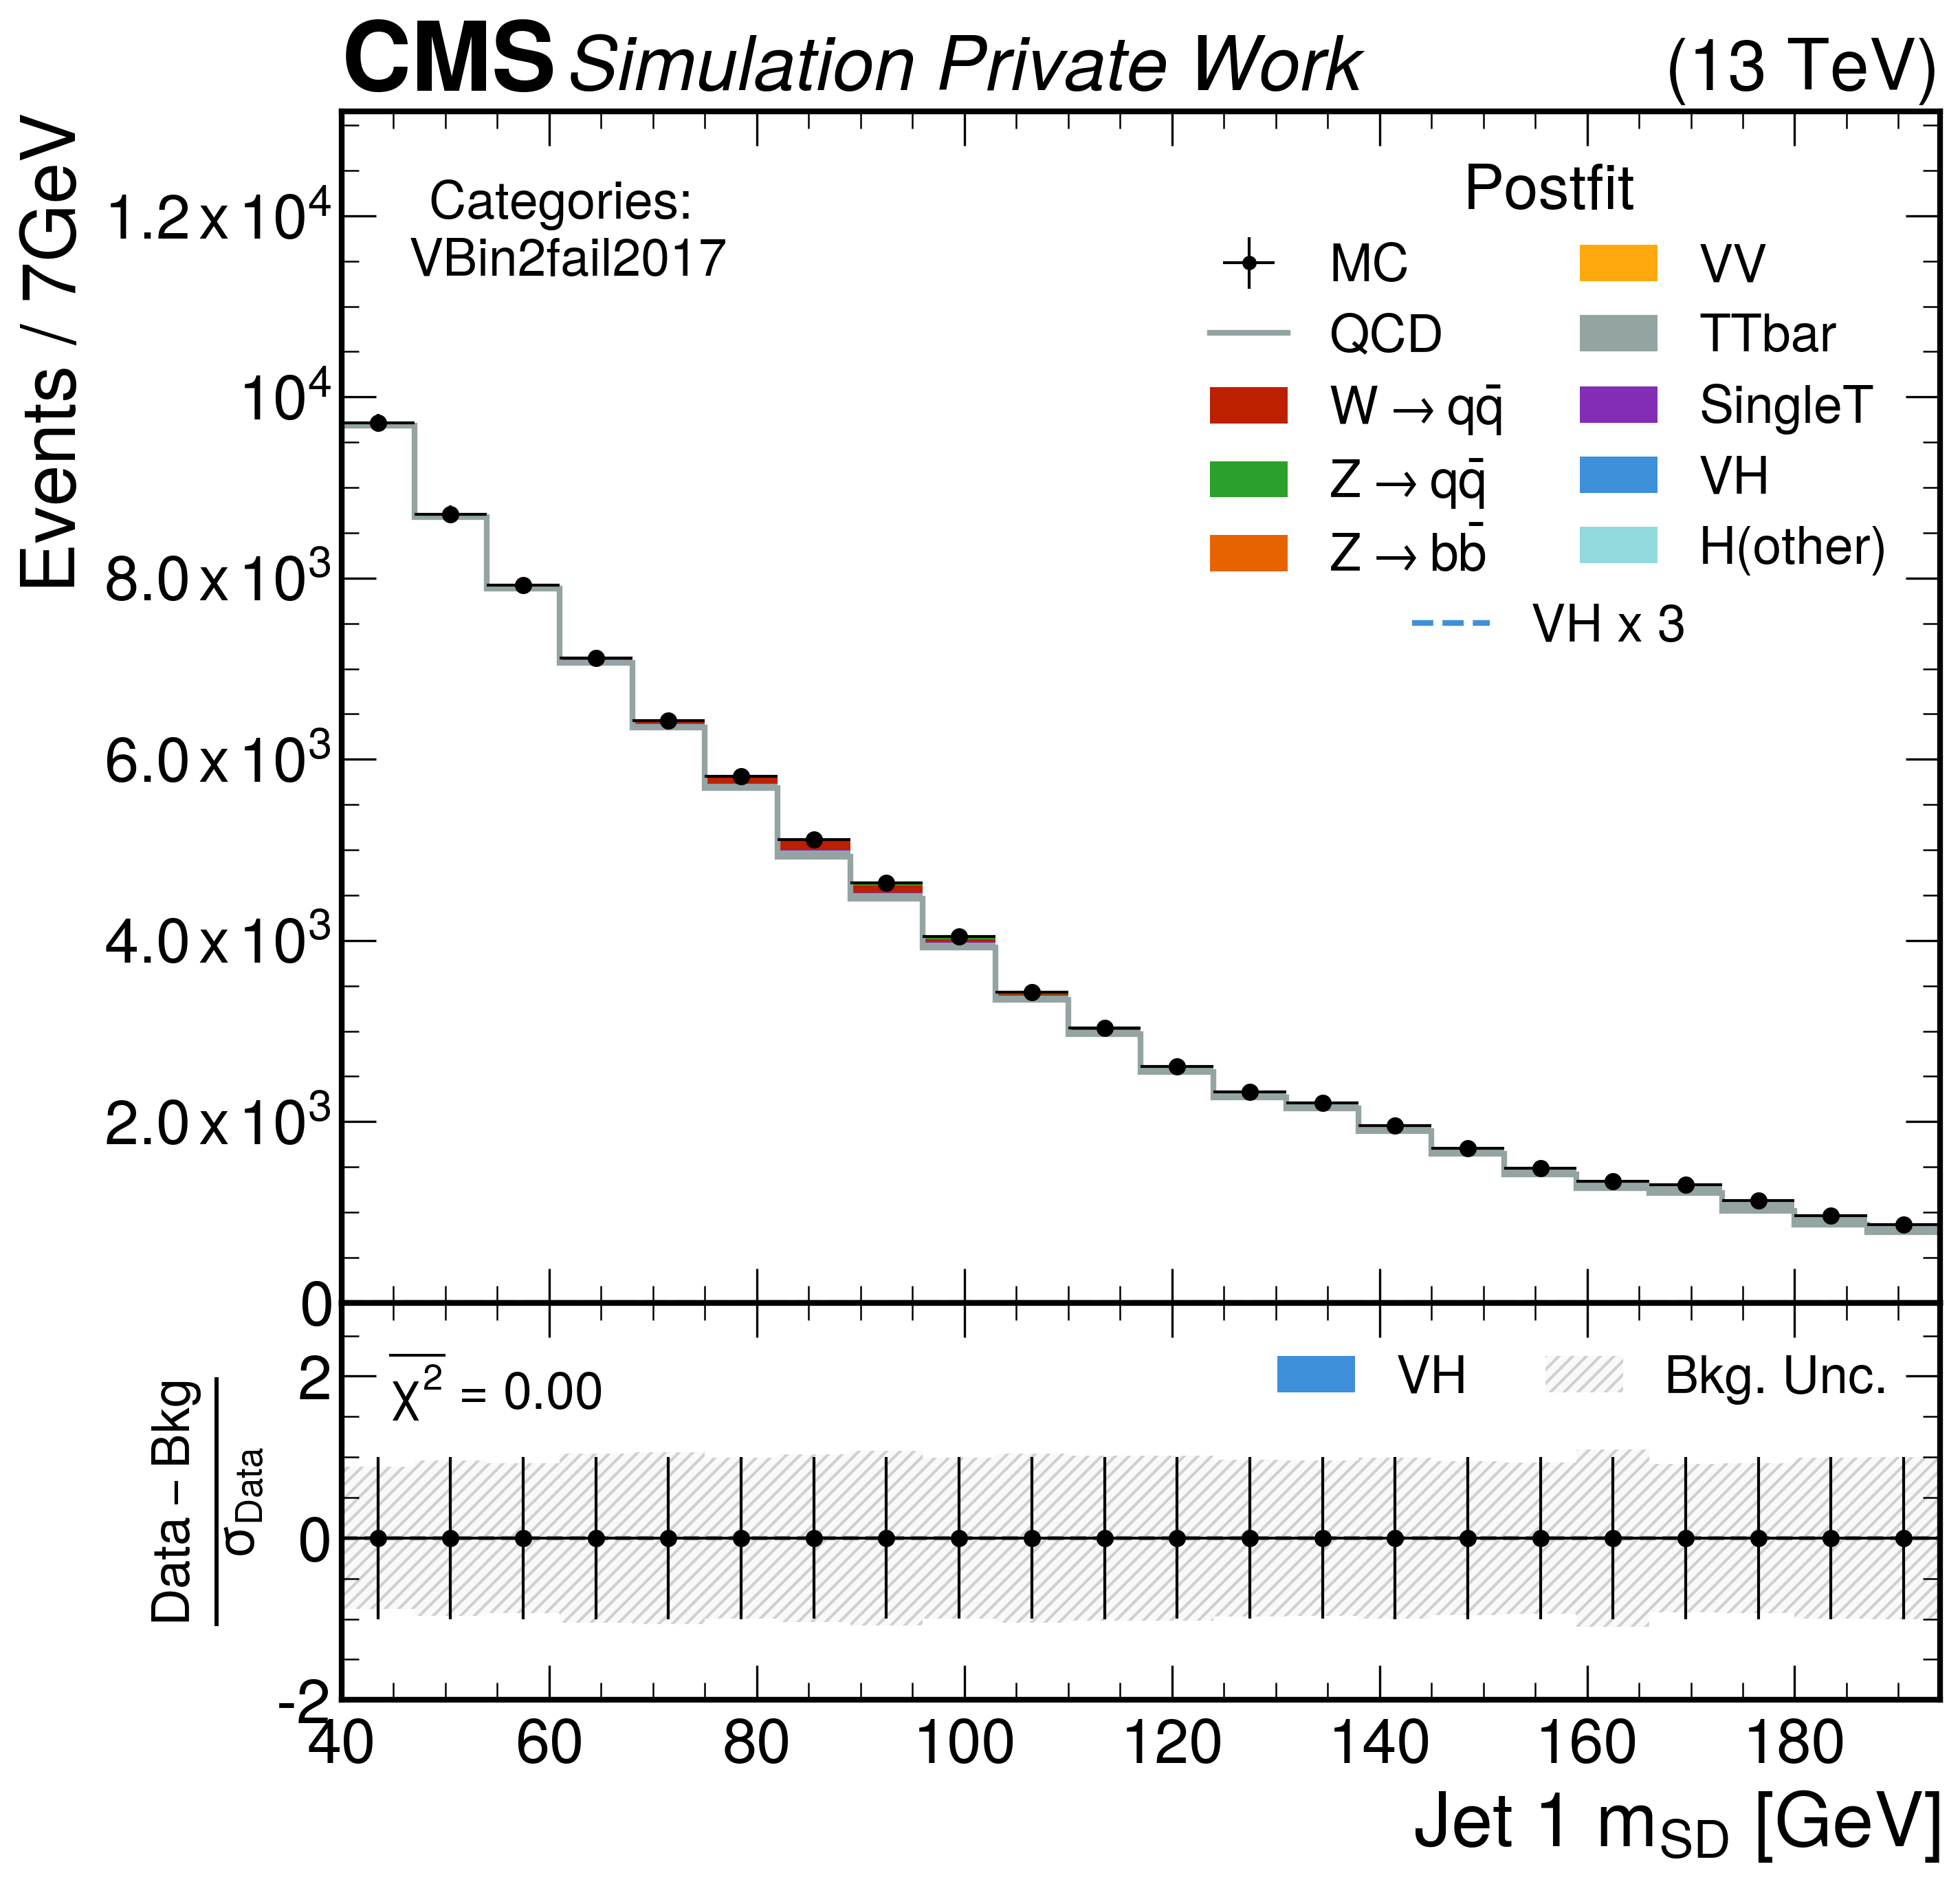 CMS Simulation Private Work (13 TeV)
Events / 7GeV
1.2 x 10⁴
10⁴
8.0 x 10³
6.0 x 10³
4.0 x 10³
2.0 x 10³
0
Categories:
VBin2fail2017
Postfit
MC
QCD
W → qq̄
Z → qq̄
Z → bb̄
VV
TTbar
SingleT
VH
H(other)
VH x 3
Data – Bkg
σ_Data
2
0
-2
χ̅²̅ = 0.00
VH
Bkg. Unc.
40 60 80 100 120 140 160 180
Jet 1 m_SD [GeV]